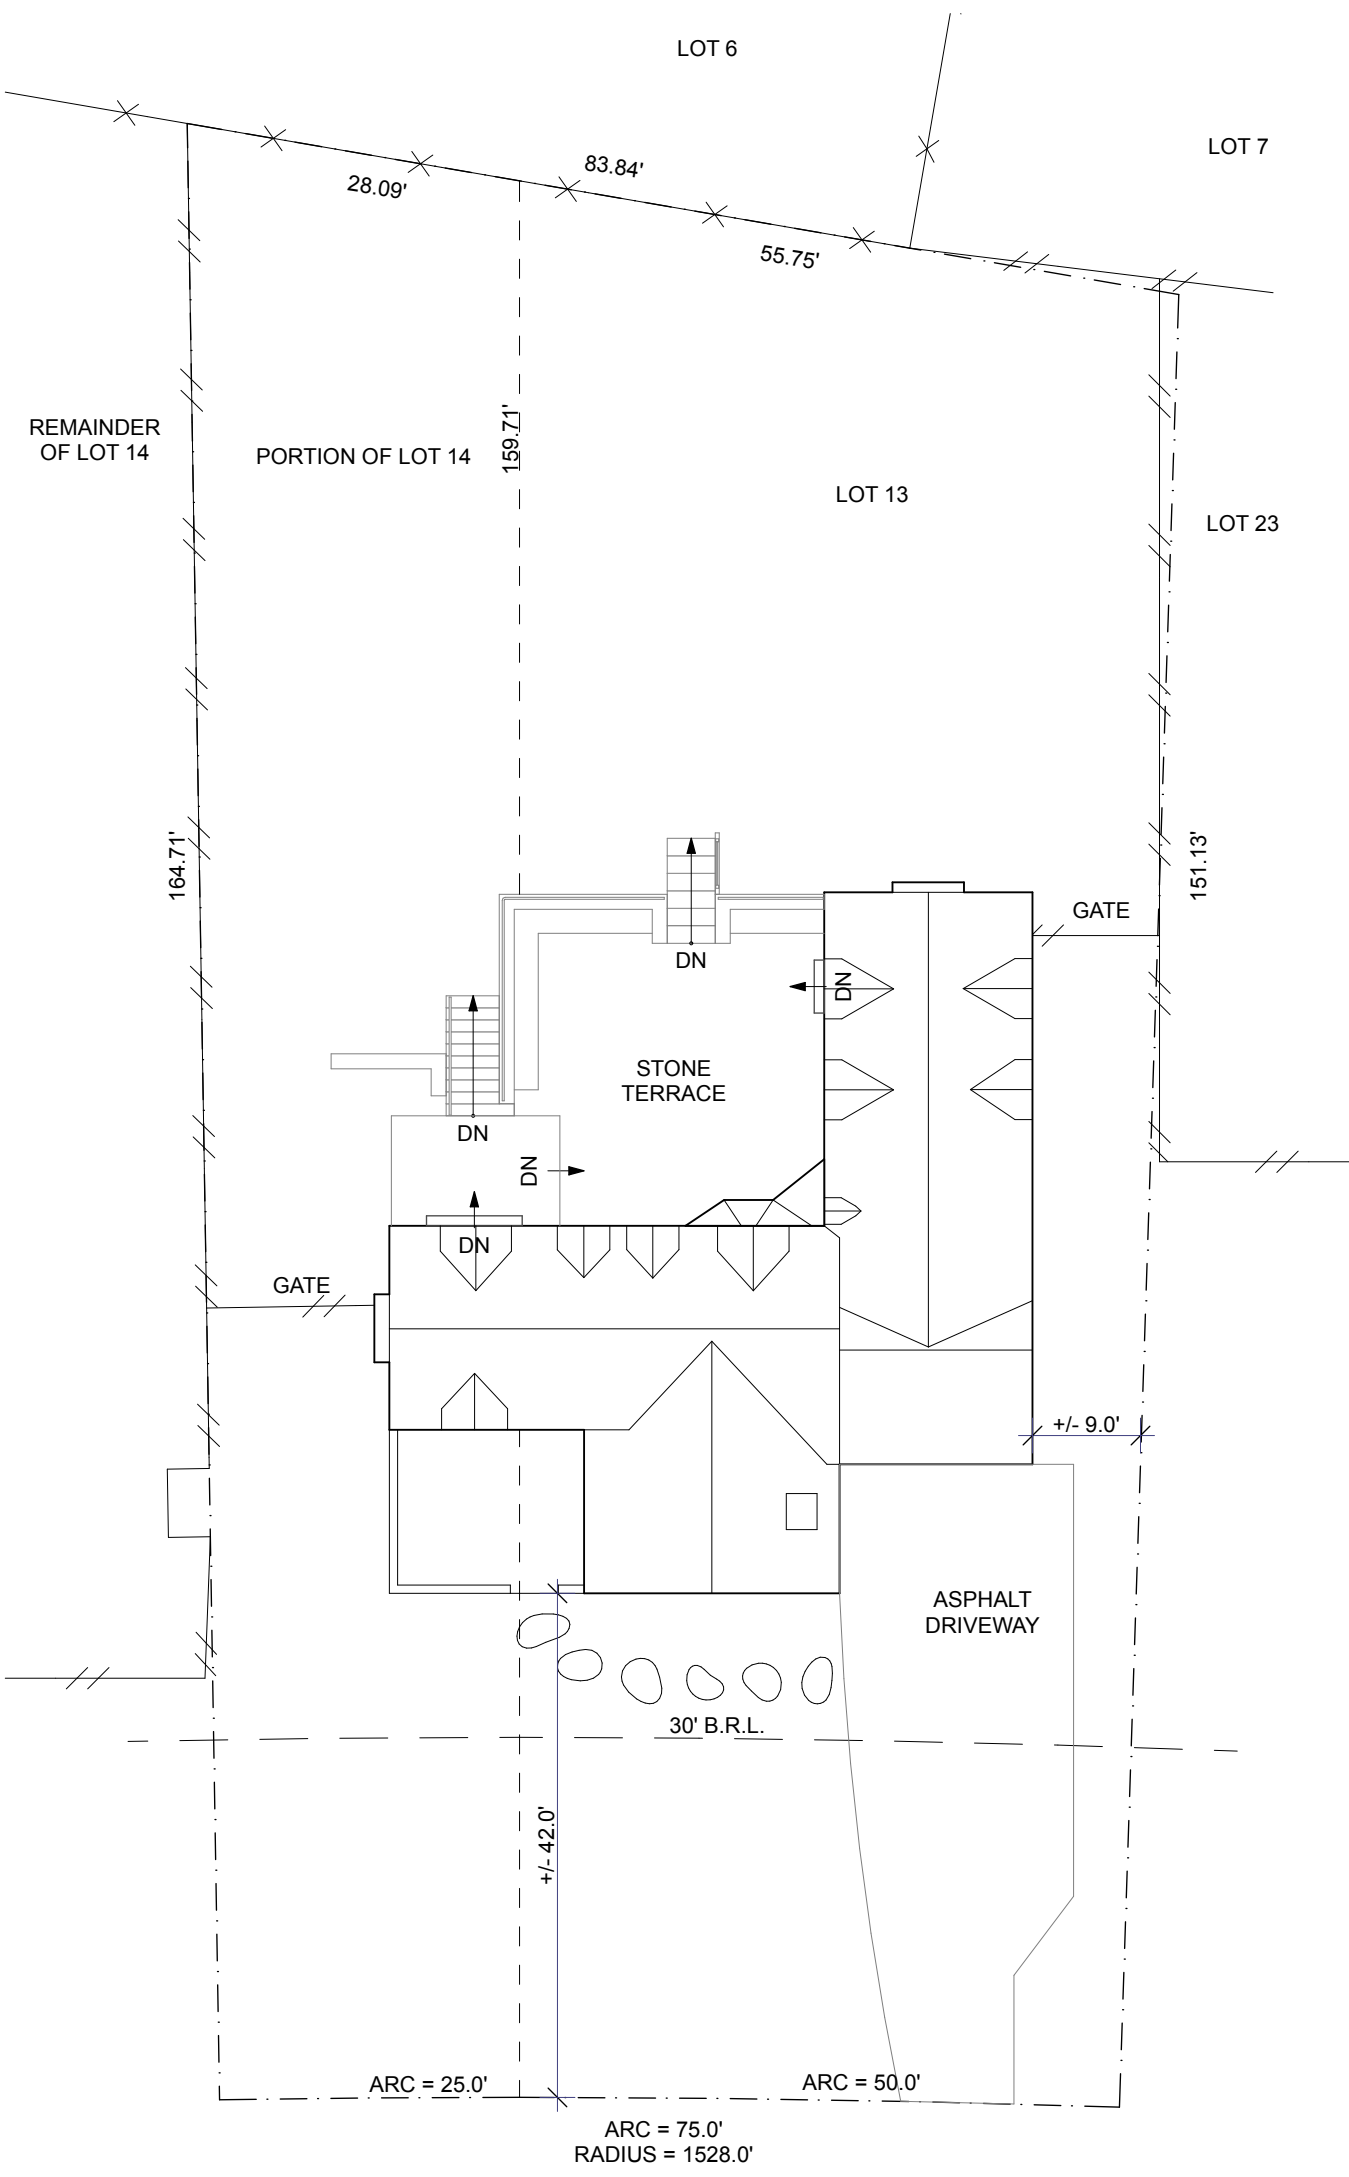 LOT 6
LOT 7
83.84'
28.09'
55.75'
REMAINDER
OF LOT 14
PORTION OF LOT 14
159.71'
LOT 13
LOT 23
164.71'
151.13'
GATE
DN
DN
STONE
TERRACE
DN
DN
DN
GATE
+/- 9.0'
ASPHALT
DRIVEWAY
30' B.R.L.
+/- 42.0'
ARC = 25.0'
ARC = 50.0'
ARC = 75.0'
RADIUS = 1528.0'